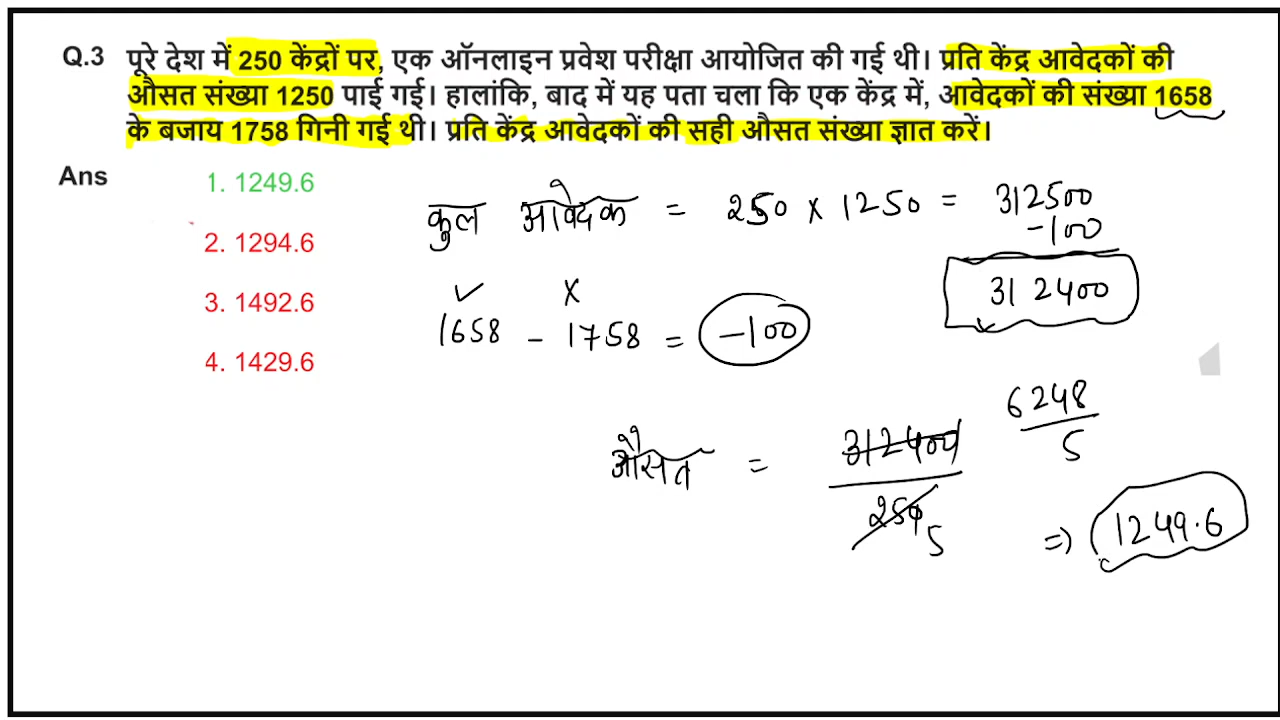 Q.3 पूरे देश में 250 केंद्रों पर, एक ऑनलाइन प्रवेश परीक्षा आयोजित की गई थी। प्रति केंद्र आवेदकों की
औसत संख्या 1250 पाई गई। हालांकि, बाद में यह पता चला कि एक केंद्र में, आवेदकों की संख्या 1658
के बजाय 1758 गिनी गई थी। प्रति केंद्र आवेदकों की सही औसत संख्या ज्ञात करें।
Ans
1. 1249.6
2. 1294.6
3. 1492.6
4. 1429.6
कुल आवेदक = 250 x 1250 = 312500
-100
312400
✓ x
1658 - 1758 = -100
औसत = 312400
250 5
6248
5
=) 1249.6